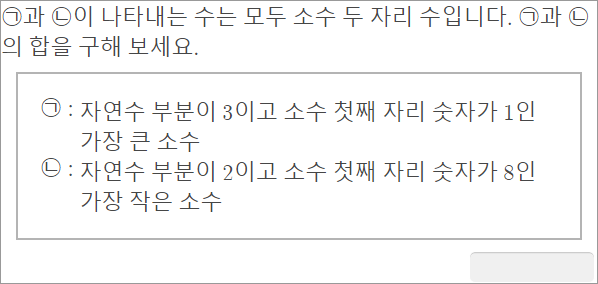 ㉠과 ㉡이 나타내는 수는 모두 소수 두 자리 수입니다. ㉠과 ㉡
의 합을 구해 보세요.
㉠ : 자연수 부분이 3이고 소수 첫째 자리 숫자가 1인
가장 큰 소수
㉡ : 자연수 부분이 2이고 소수 첫째 자리 숫자가 8인
가장 작은 소수